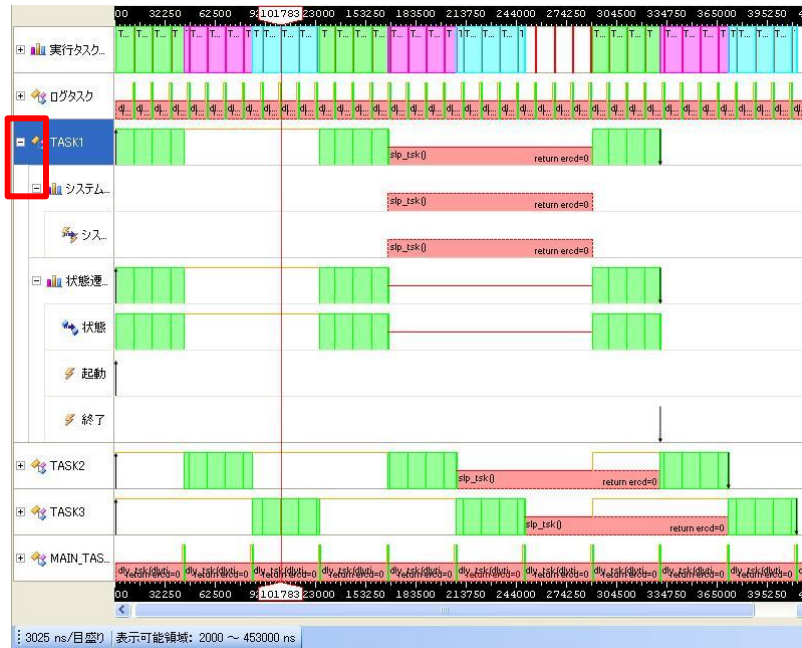 00 32250 62500 9 101783 23000 153250 183500 213750 244000 274250 304500 334750 365000 395250
実行タスク...
T... T... T... T T... T... T... T T T... T... T... T T... T... T T... T... T... T... T... T... T T... T... T... T T... T... T... T... T T... T
ログタスク
TASK1
slp_tsk()
return ercd=0
システム...
slp_tsk()
return ercd=0
シス...
slp_tsk()
return ercd=0
状態遷...
状態
起動
終了
TASK2
slp_tsk()
return ercd=0
TASK3
slp_tsk()
return ercd=0
MAIN_TAS...
00 32250 62500 9 101783 23000 153250 183500 213750 244000 274250 304500 334750 365000 395250
3025 ns/目盛り 表示可能領域: 2000 ～ 453000 ns